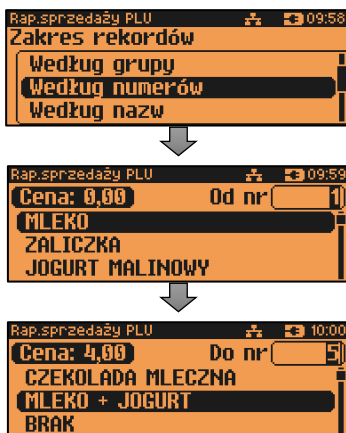 Rap.sprzedaży PLU 09:58
Zakres rekordów
Według grupy
Według numerów
Według nazw
Rap.sprzedaży PLU 09:59
Cena: 0,00 Od nr 1
MLEKO
ZALICZKA
JOGURT MALINOWY
Rap.sprzedaży PLU 10:00
Cena: 4,00 Do nr 5
CZEKOLADA MLECZNA
MLEKO + JOGURT
BRAK